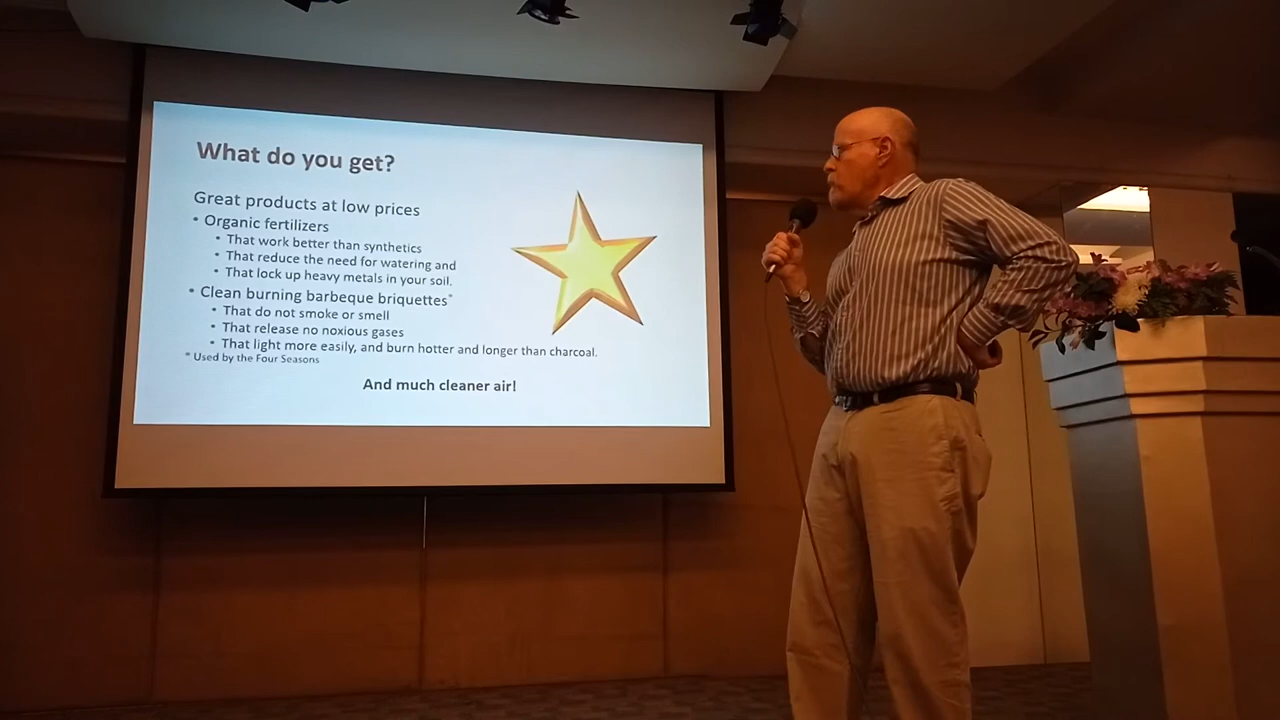 What do you get?
Great products at low prices
• Organic fertilizers
• That work better than synthetics
• That reduce the need for watering and
• That lock up heavy metals in your soil.
• Clean burning barbeque briquettes*
• That do not smoke or smell
• That release no noxious gases
• That light more easily, and burn hotter and longer than charcoal.
* Used by the Four Seasons
And much cleaner air!